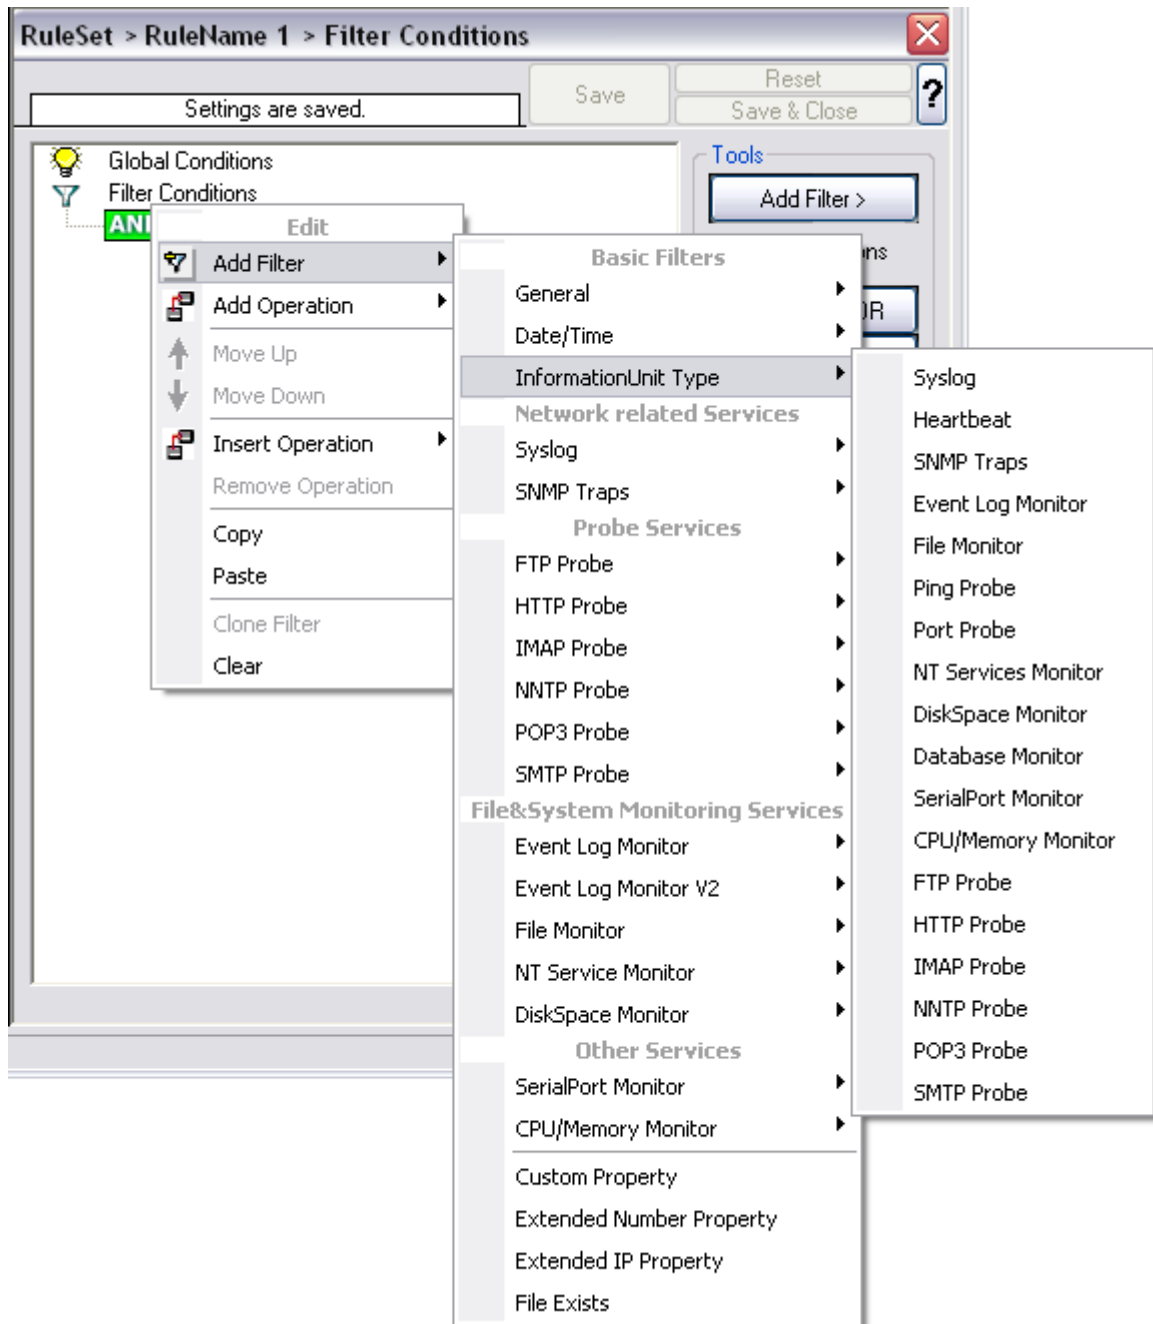 RuleSet > RuleName 1 > Filter Conditions
Save
Reset
Settings are saved.
Save & Close
?
Global Conditions
Filter Conditions
Tools
Add Filter >
Edit
Add Filter
Add Operation
Move Up
Move Down
Insert Operation
Remove Operation
Copy
Paste
Clone Filter
Clear
Basic Filters
General
Date/Time
InformationUnit Type
Network related Services
Syslog
SNMP Traps
Probe Services
FTP Probe
HTTP Probe
IMAP Probe
NNTP Probe
POP3 Probe
SMTP Probe
File&System Monitoring Services
Event Log Monitor
Event Log Monitor V2
File Monitor
NT Service Monitor
DiskSpace Monitor
Other Services
SerialPort Monitor
CPU/Memory Monitor
Custom Property
Extended Number Property
Extended IP Property
File Exists
Syslog
Heartbeat
SNMP Traps
Event Log Monitor
File Monitor
Ping Probe
Port Probe
NT Services Monitor
DiskSpace Monitor
Database Monitor
SerialPort Monitor
CPU/Memory Monitor
FTP Probe
HTTP Probe
IMAP Probe
NNTP Probe
POP3 Probe
SMTP Probe